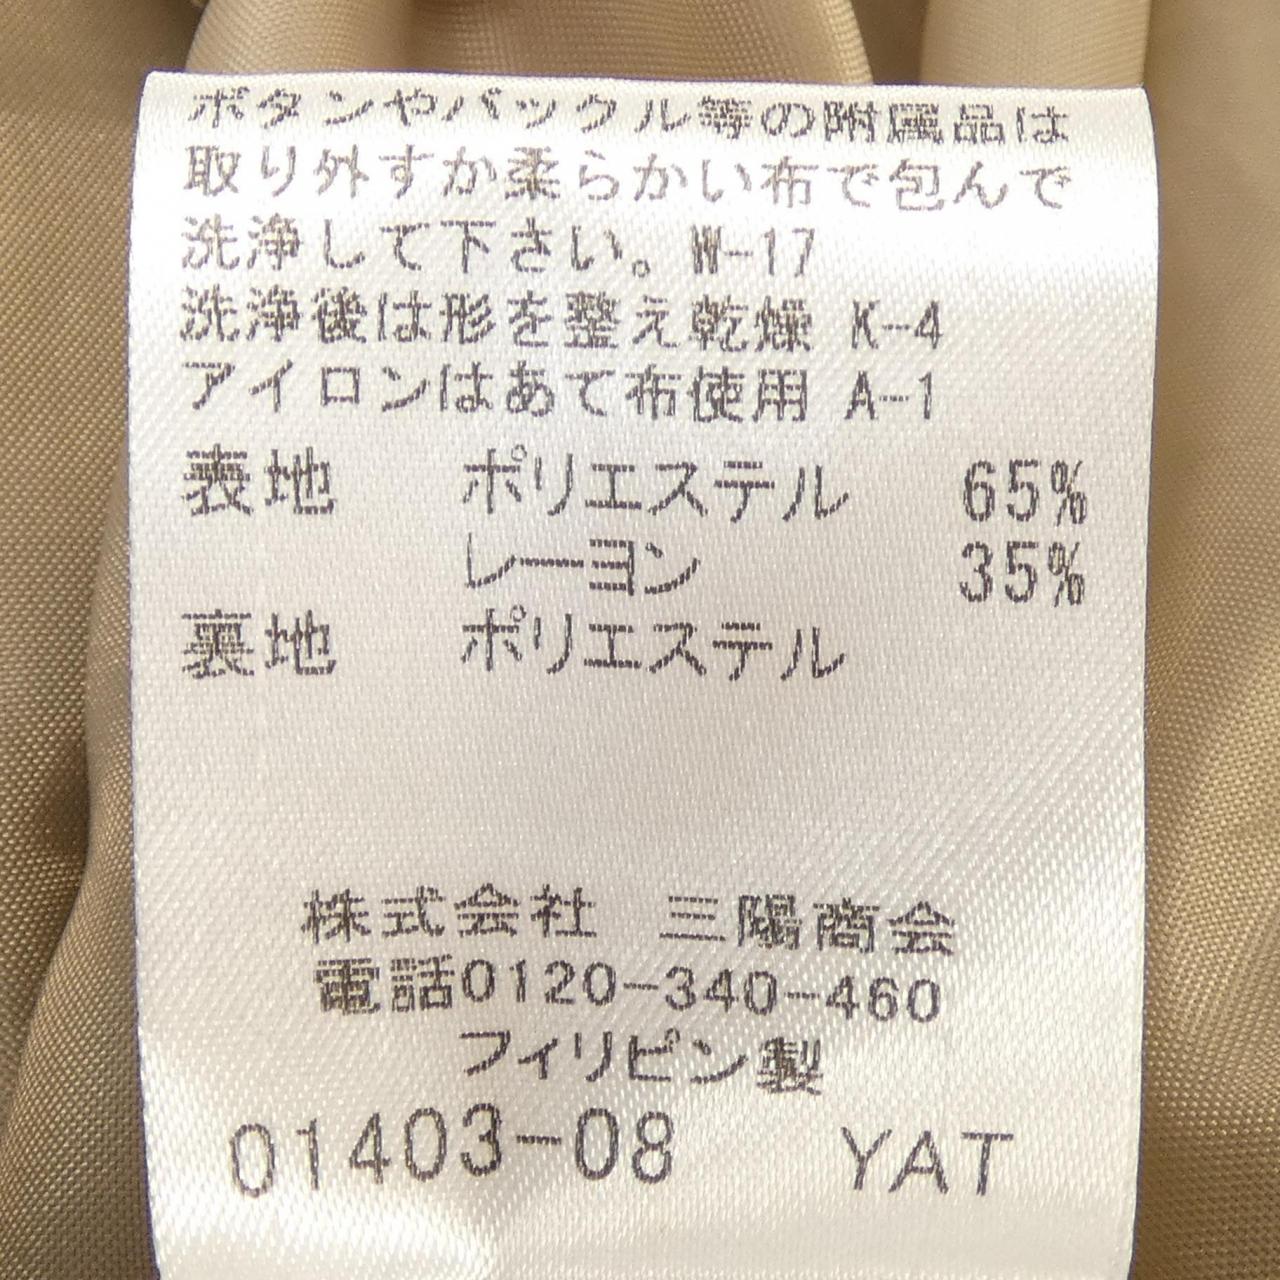 ボタンやバックル等の附属品は
取り外すか柔らかい布で包んで
洗浄して下さい。W-17
洗浄後は形を整え乾燥 K-4
アイロンはあて布使用 A-1
表地 ポリエステル 65%
レーヨン 35%
裏地 ポリエステル
株式会社 三陽商会
電話0120-340-460
フィリピン製
01403-08 YAT